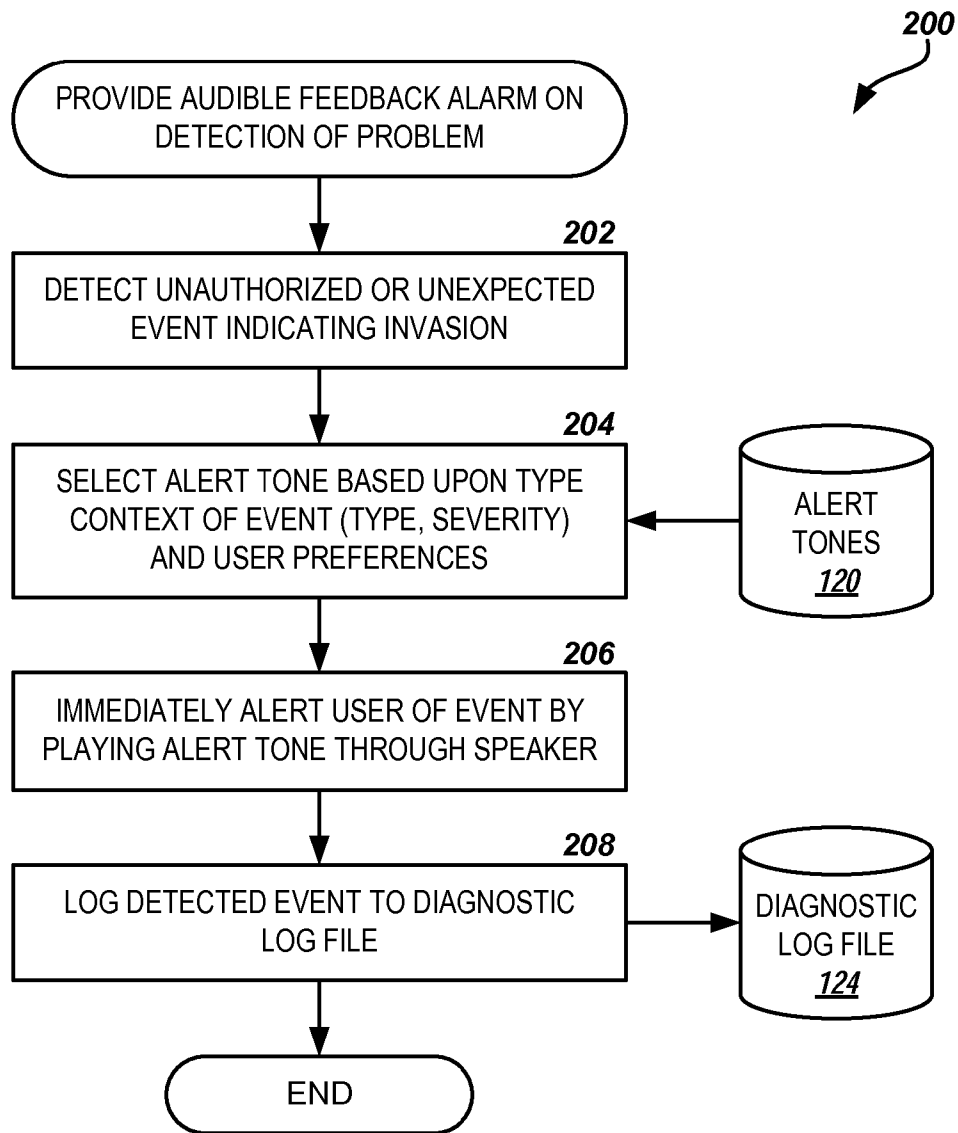 200
PROVIDE AUDIBLE FEEDBACK ALARM ON
DETECTION OF PROBLEM
202
DETECT UNAUTHORIZED OR UNEXPECTED
EVENT INDICATING INVASION
204
SELECT ALERT TONE BASED UPON TYPE
CONTEXT OF EVENT (TYPE, SEVERITY)
AND USER PREFERENCES
ALERT
TONES
120
206
IMMEDIATELY ALERT USER OF EVENT BY
PLAYING ALERT TONE THROUGH SPEAKER
208
LOG DETECTED EVENT TO DIAGNOSTIC
LOG FILE
DIAGNOSTIC
LOG FILE
124
END